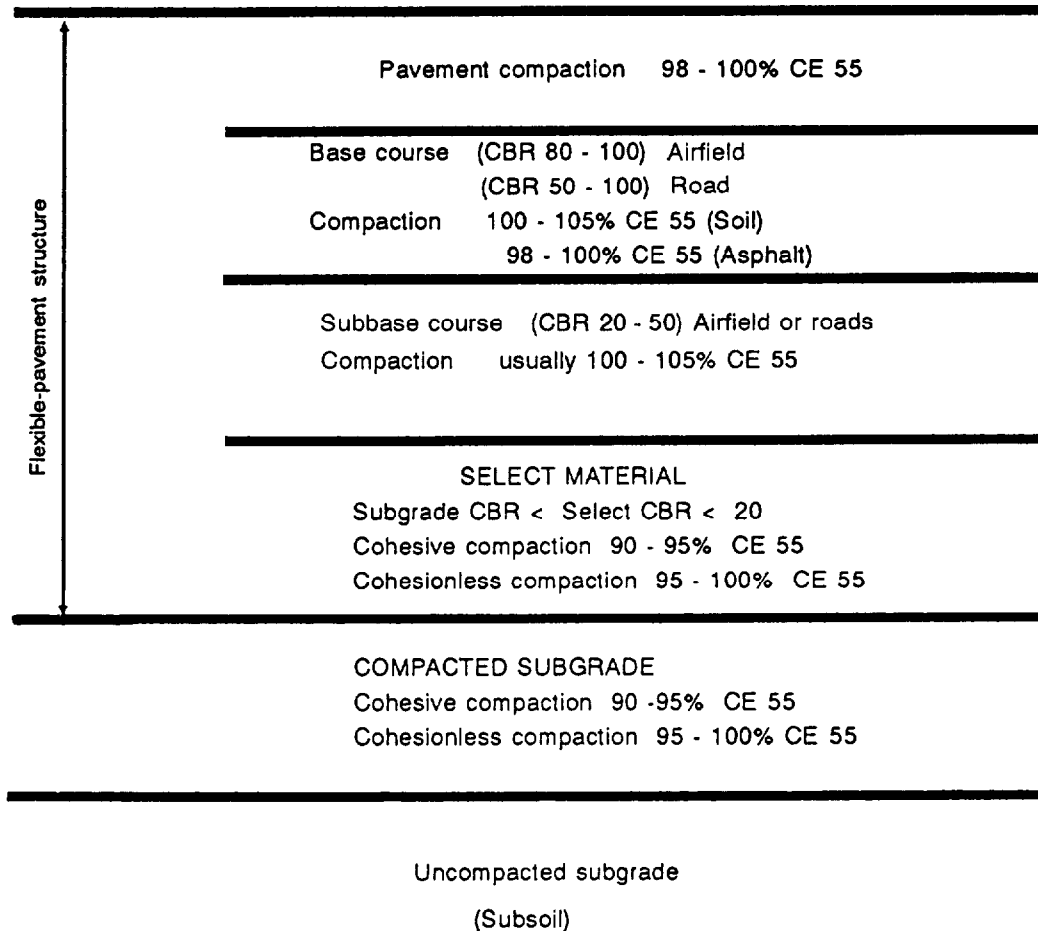 Flexible-pavement structure
Pavement compaction 98 - 100% CE 55
Base course (CBR 80 - 100) Airfield
(CBR 50 - 100) Road
Compaction 100 - 105% CE 55 (Soil)
98 - 100% CE 55 (Asphalt)
Subbase course (CBR 20 - 50) Airfield or roads
Compaction usually 100 - 105% CE 55
SELECT MATERIAL
Subgrade CBR < Select CBR < 20
Cohesive compaction 90 - 95% CE 55
Cohesionless compaction 95 - 100% CE 55
COMPACTED SUBGRADE
Cohesive compaction 90 -95% CE 55
Cohesionless compaction 95 - 100% CE 55
Uncompacted subgrade
(Subsoil)